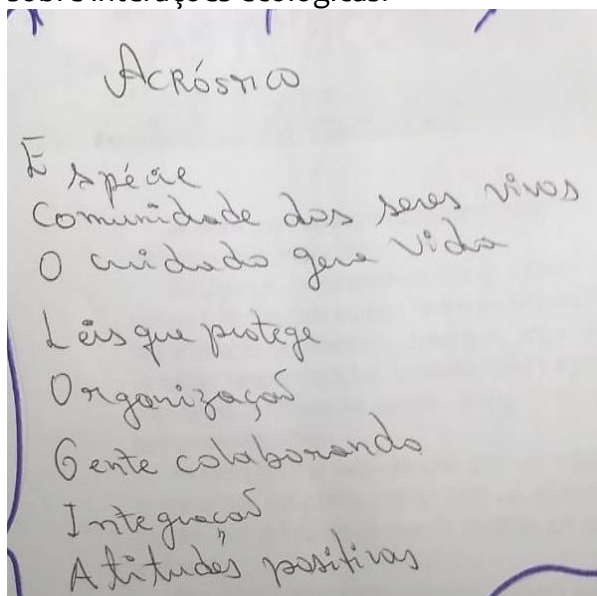 sobre interações ecológicas.
ACRÓSTICO
Espécie
Comunidade dos seres vivos
O cuidado gera vida
Leis que protege
Organização
Gente colaborando
Integração
Atitudes positivas